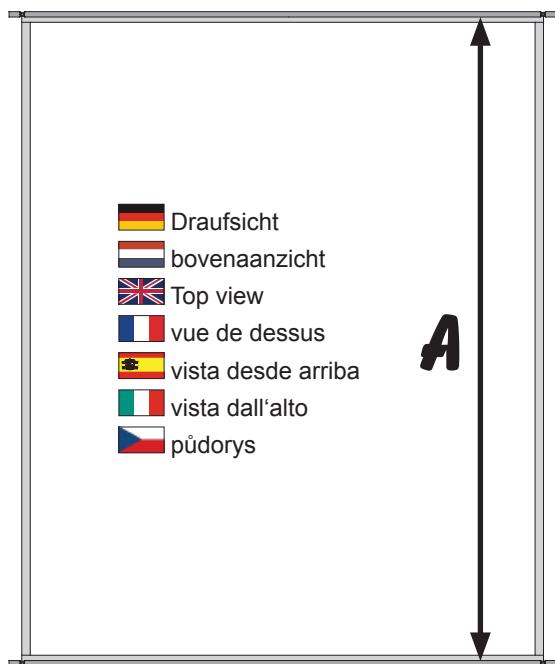 Draufsicht
bovenaanzicht
Top view
vue de dessus
vista desde arriba
vista dall‘alto
půdorys
A